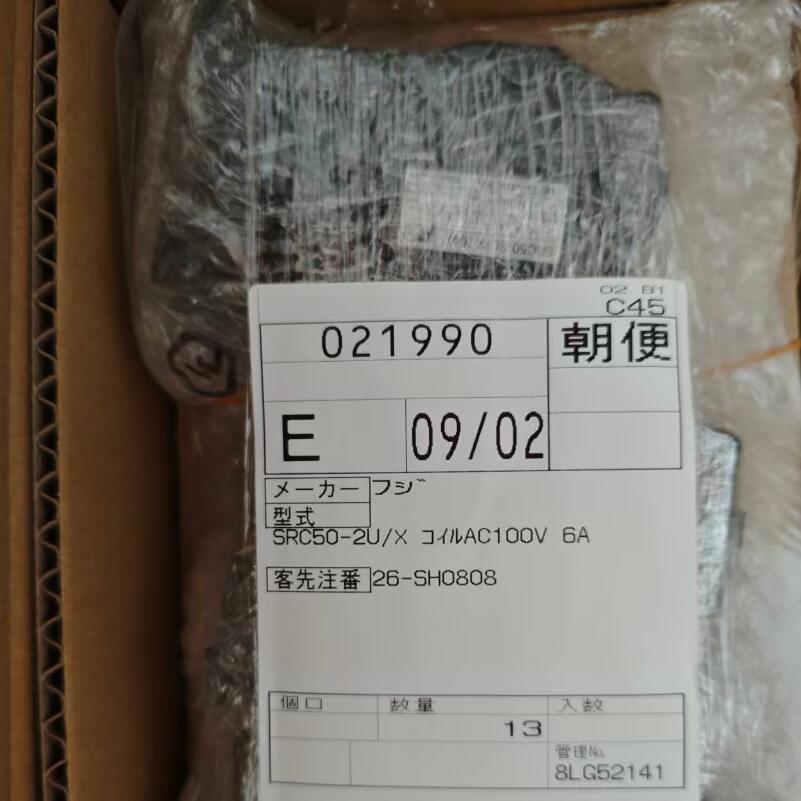 02 B1
C45
021990 朝便
E 09/02
メーカー フジ
型式
SRC50-2U/X コイルAC100V 6A
客先注番 26-SH0808
個口 数量 入数
13
管理No.
8LG52141